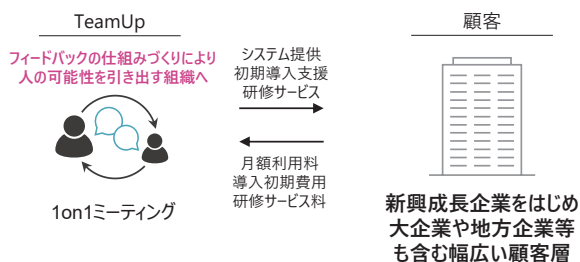 TeamUp
フィードバックの仕組みづくりにより
人の可能性を引き出す組織へ
1on1ミーティング
システム提供
初期導入支援
研修サービス
月額利用料
導入初期費用
研修サービス料
顧客
新興成長企業をはじめ
大企業や地方企業等
も含む幅広い顧客層